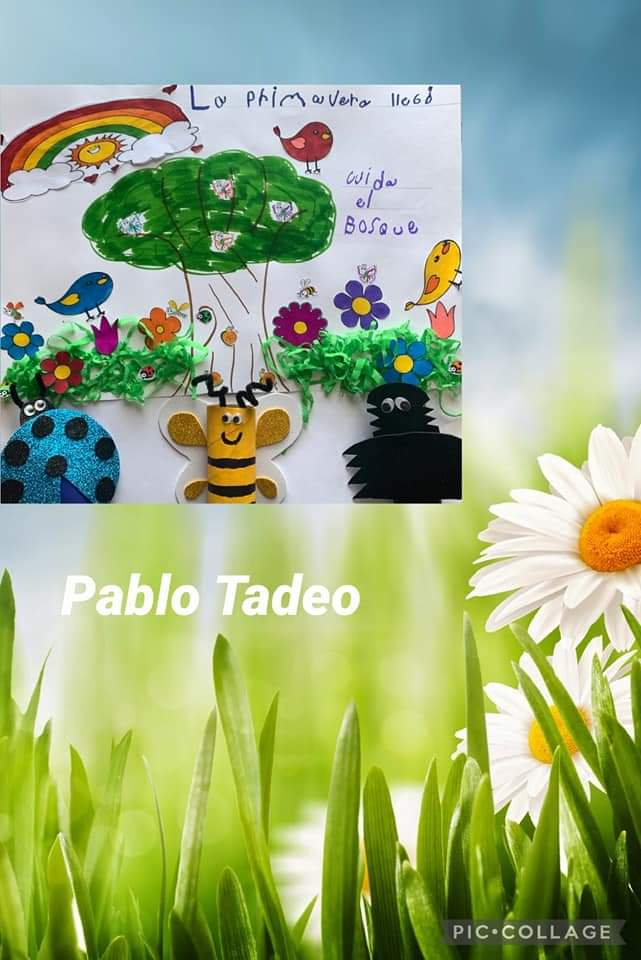 La primavera llegó
cuida
el
BOSQUE
Pablo Tadeo
PIC•COLLAGE